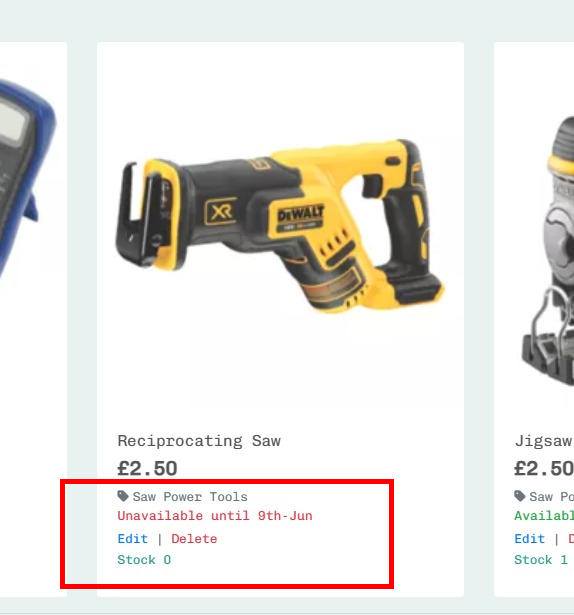 XR
DEWALT
Reciprocating Saw
£2.50
Saw Power Tools
Unavailable until 9th-Jun
Edit | Delete
Stock 0
Jigsaw
£2.50
Saw Po
Availabl
Edit | D
Stock 1